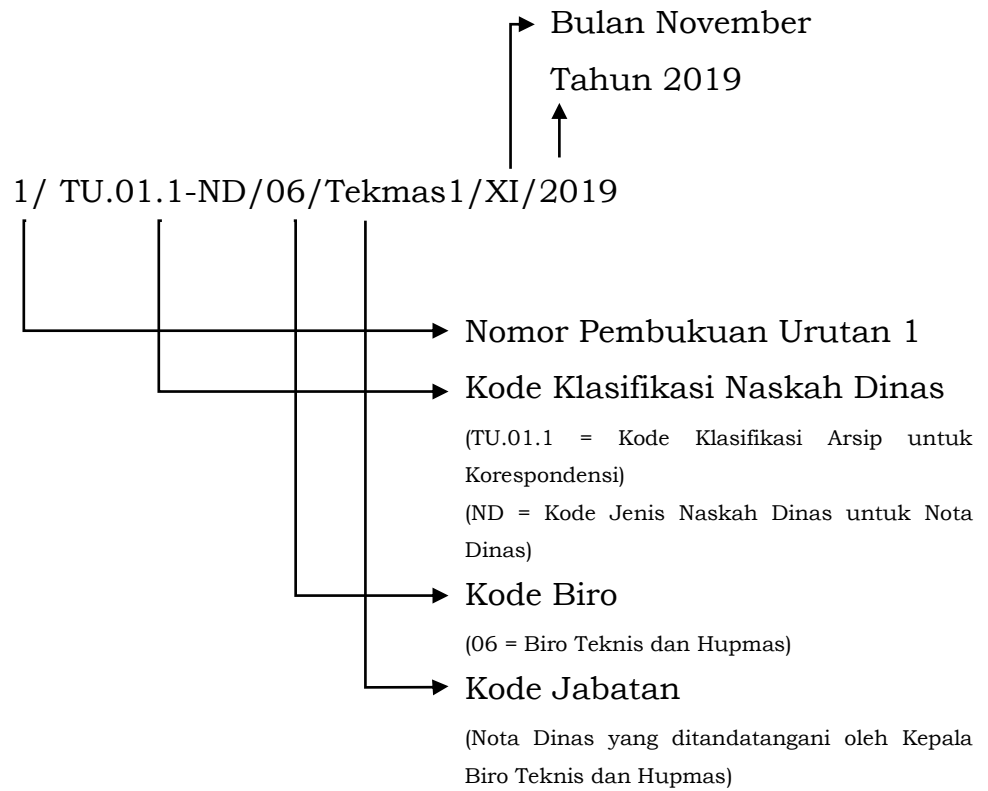 Bulan November
Tahun 2019
1/ TU.01.1-ND/06/Tekmas1/XI/2019
Nomor Pembukuan Urutan 1
Kode Klasifikasi Naskah Dinas
(TU.01.1 = Kode Klasifikasi Arsip untuk
Korespondensi)
(ND = Kode Jenis Naskah Dinas untuk Nota
Dinas)
Kode Biro
(06 = Biro Teknis dan Hupmas)
Kode Jabatan
(Nota Dinas yang ditandatangani oleh Kepala
Biro Teknis dan Hupmas)